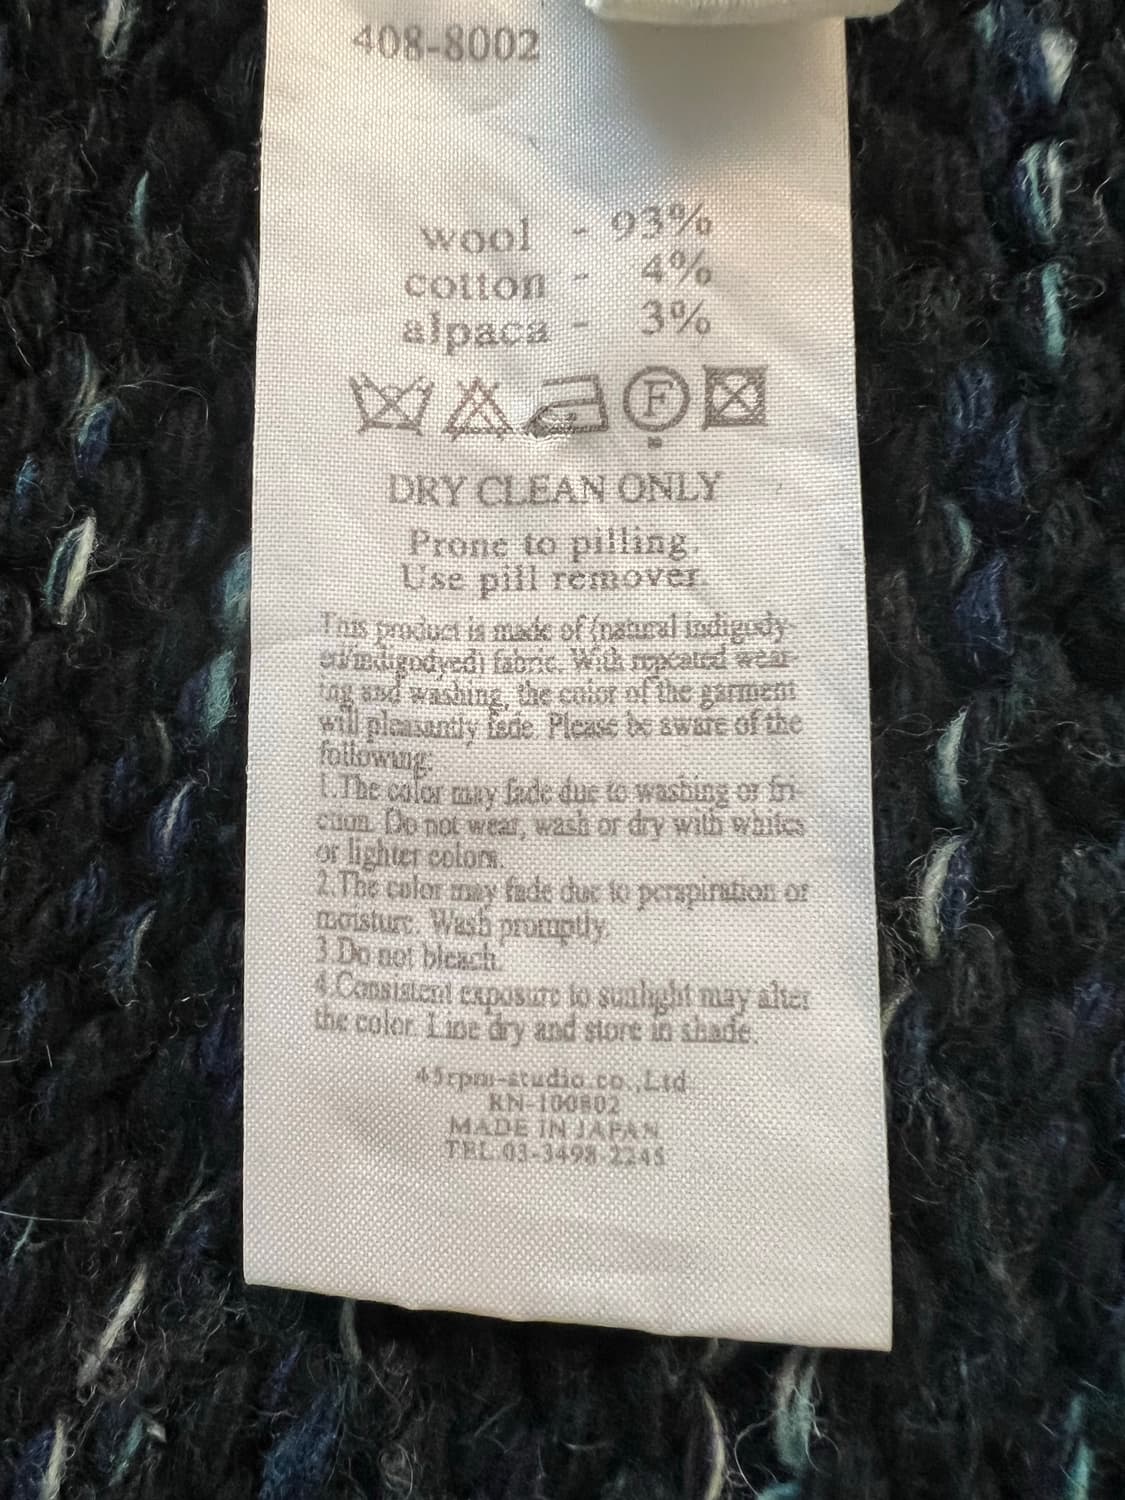 408-8002
wool - 93%
cotton - 4%
alpaca - 3%
F
DRY CLEAN ONLY
Prone to pilling.
Use pill remover.
This product is made of (natural indigody-
ed/indigodyed) fabric. With repeated wear-
ing and washing, the color of the garment
will pleasantly fade. Please be aware of the
following:
1.The color may fade due to washing or fri-
ction. Do not wear, wash or dry with whites
or lighter colors.
2.The color may fade due to perspiration or
moisture. Wash promptly.
3.Do not bleach.
4.Consistent exposure to sunlight may alter
the color. Line dry and store in shade.
45rpm-studio.co.,Ltd
RN-100802
MADE IN JAPAN
TEL.03-3498-2245